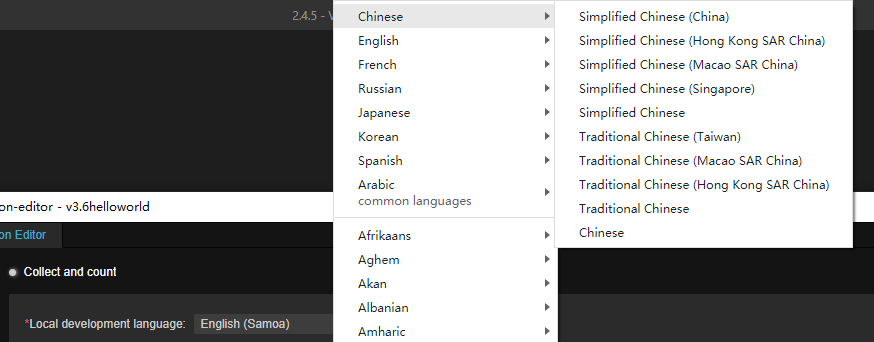 2.4.5 -
Chinese
English
French
Russian
Japanese
Korean
Spanish
Arabic
common languages
Afrikaans
Aghem
Akan
Albanian
Amharic
Simplified Chinese (China)
Simplified Chinese (Hong Kong SAR China)
Simplified Chinese (Macao SAR China)
Simplified Chinese (Singapore)
Simplified Chinese
Traditional Chinese (Taiwan)
Traditional Chinese (Macao SAR China)
Traditional Chinese (Hong Kong SAR China)
Traditional Chinese
Chinese
on-editor - v3.6helloworld
on Editor
Collect and count
*Local development language: English (Samoa)